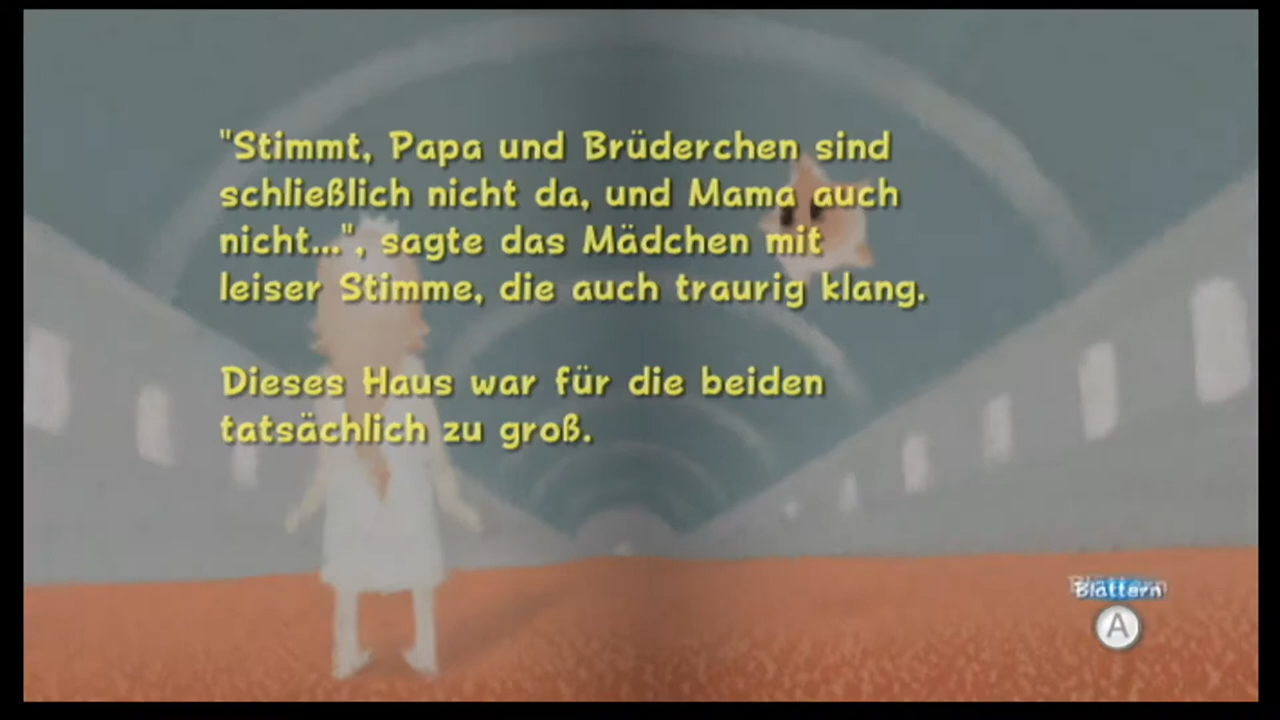 "Stimmt, Papa und Brüderchen sind
schließlich nicht da, und Mama auch
nicht...", sagte das Mädchen mit
leiser Stimme, die auch traurig klang.
Dieses Haus war für die beiden
tatsächlich zu groß.
Blättern
A